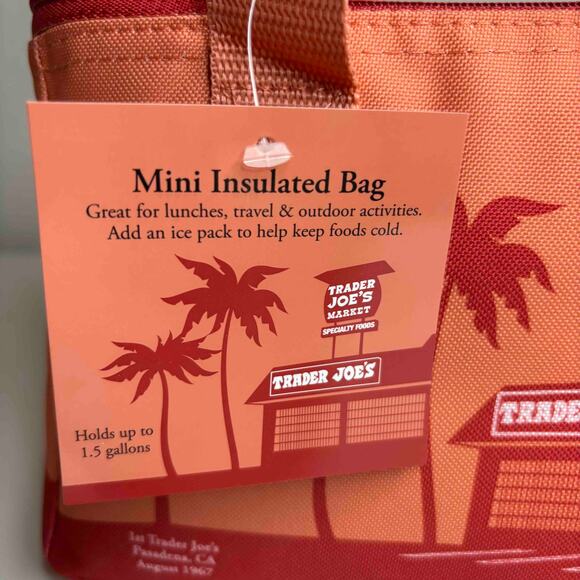 Mini Insulated Bag
Great for lunches, travel & outdoor activities.
Add an ice pack to help keep foods cold.
TRADER
JOE'S
MARKET
SPECIALTY FOODS
TRADER JOE'S
Holds up to
1.5 gallons
TRADE
1st Trader Joe's
Pasadena, CA
August 1967